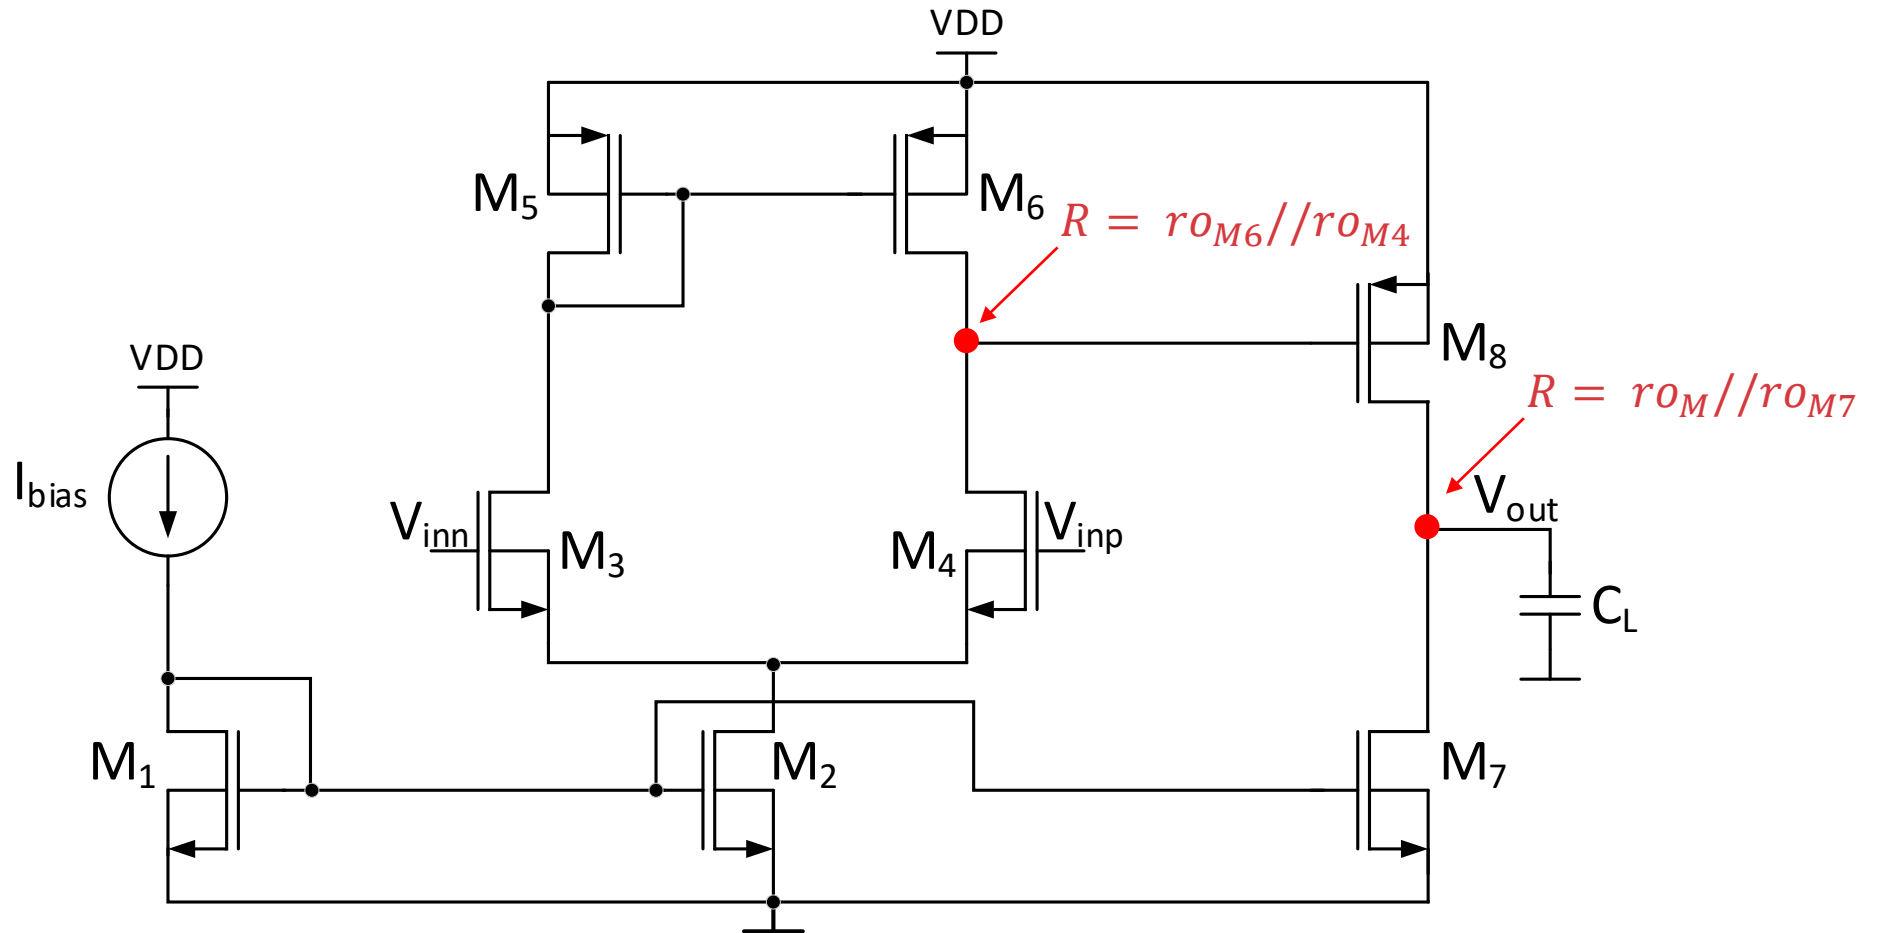 VDD
M5
M6
R = roM6//roM4
M8
VDD
R = roM//roM7
Ibias
Vinn
M3
M4
Vinp
Vout
CL
M1
M2
M7